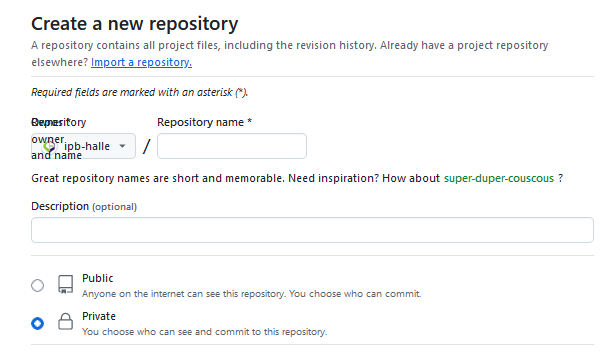 Create a new repository
A repository contains all project files, including the revision history. Already have a project repository
elsewhere? Import a repository.
Required fields are marked with an asterisk (*).
Repository
owner
and name
Owner *
ipb-halle
/
Repository name *
Great repository names are short and memorable. Need inspiration? How about super-duper-couscous ?
Description (optional)
Public
Anyone on the internet can see this repository. You choose who can commit.
Private
You choose who can see and commit to this repository.